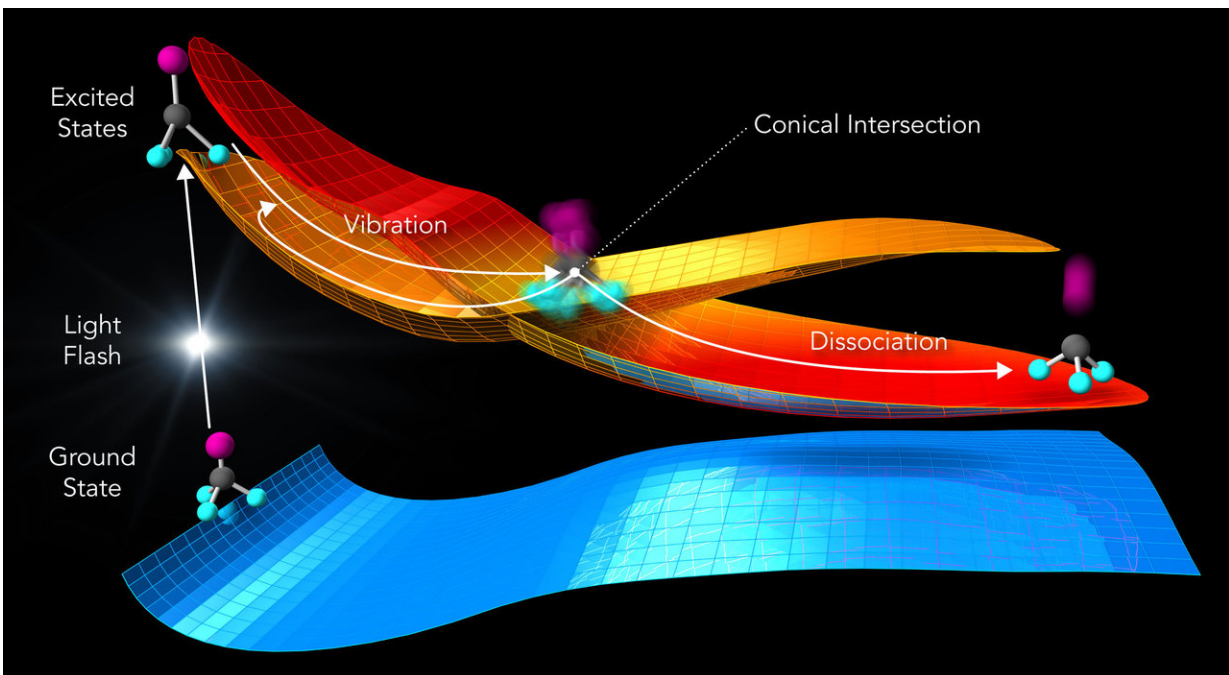 Excited
States
Conical Intersection
Vibration
Light
Flash
Dissociation
Ground
State